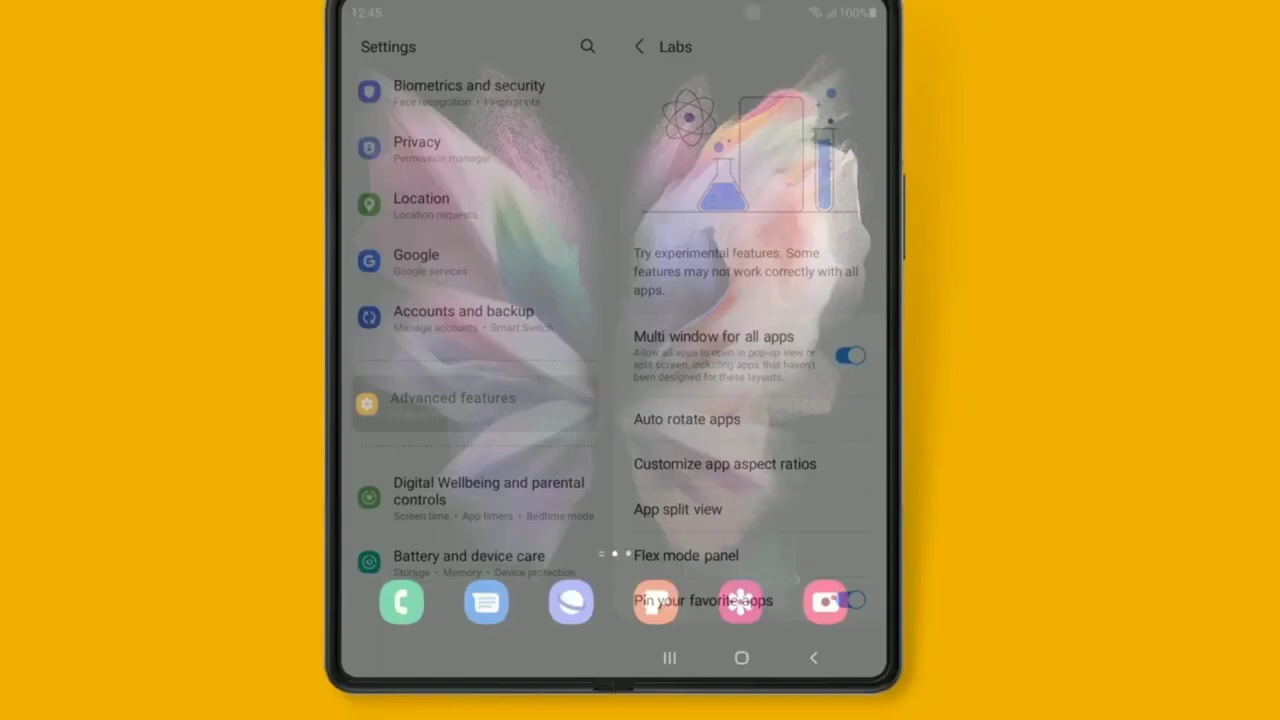 12:45
100%
Settings
Labs
Biometrics and security
Face recognition • Fingerprints
Privacy
Permission manager
Location
Location requests
Google
Google services
Accounts and backup
Manage accounts • Smart Switch
Advanced features
Digital Wellbeing and parental
controls
Screen time • App timers • Bedtime mode
Battery and device care
Storage • Memory • Device protection
Try experimental features. Some
features may not work correctly with all
apps.
Multi window for all apps
Allow all apps to open in pop-up view or
split screen, including apps that haven't
been designed for these layouts.
Auto rotate apps
Customize app aspect ratios
App split view
Flex mode panel
Pin your favorite apps